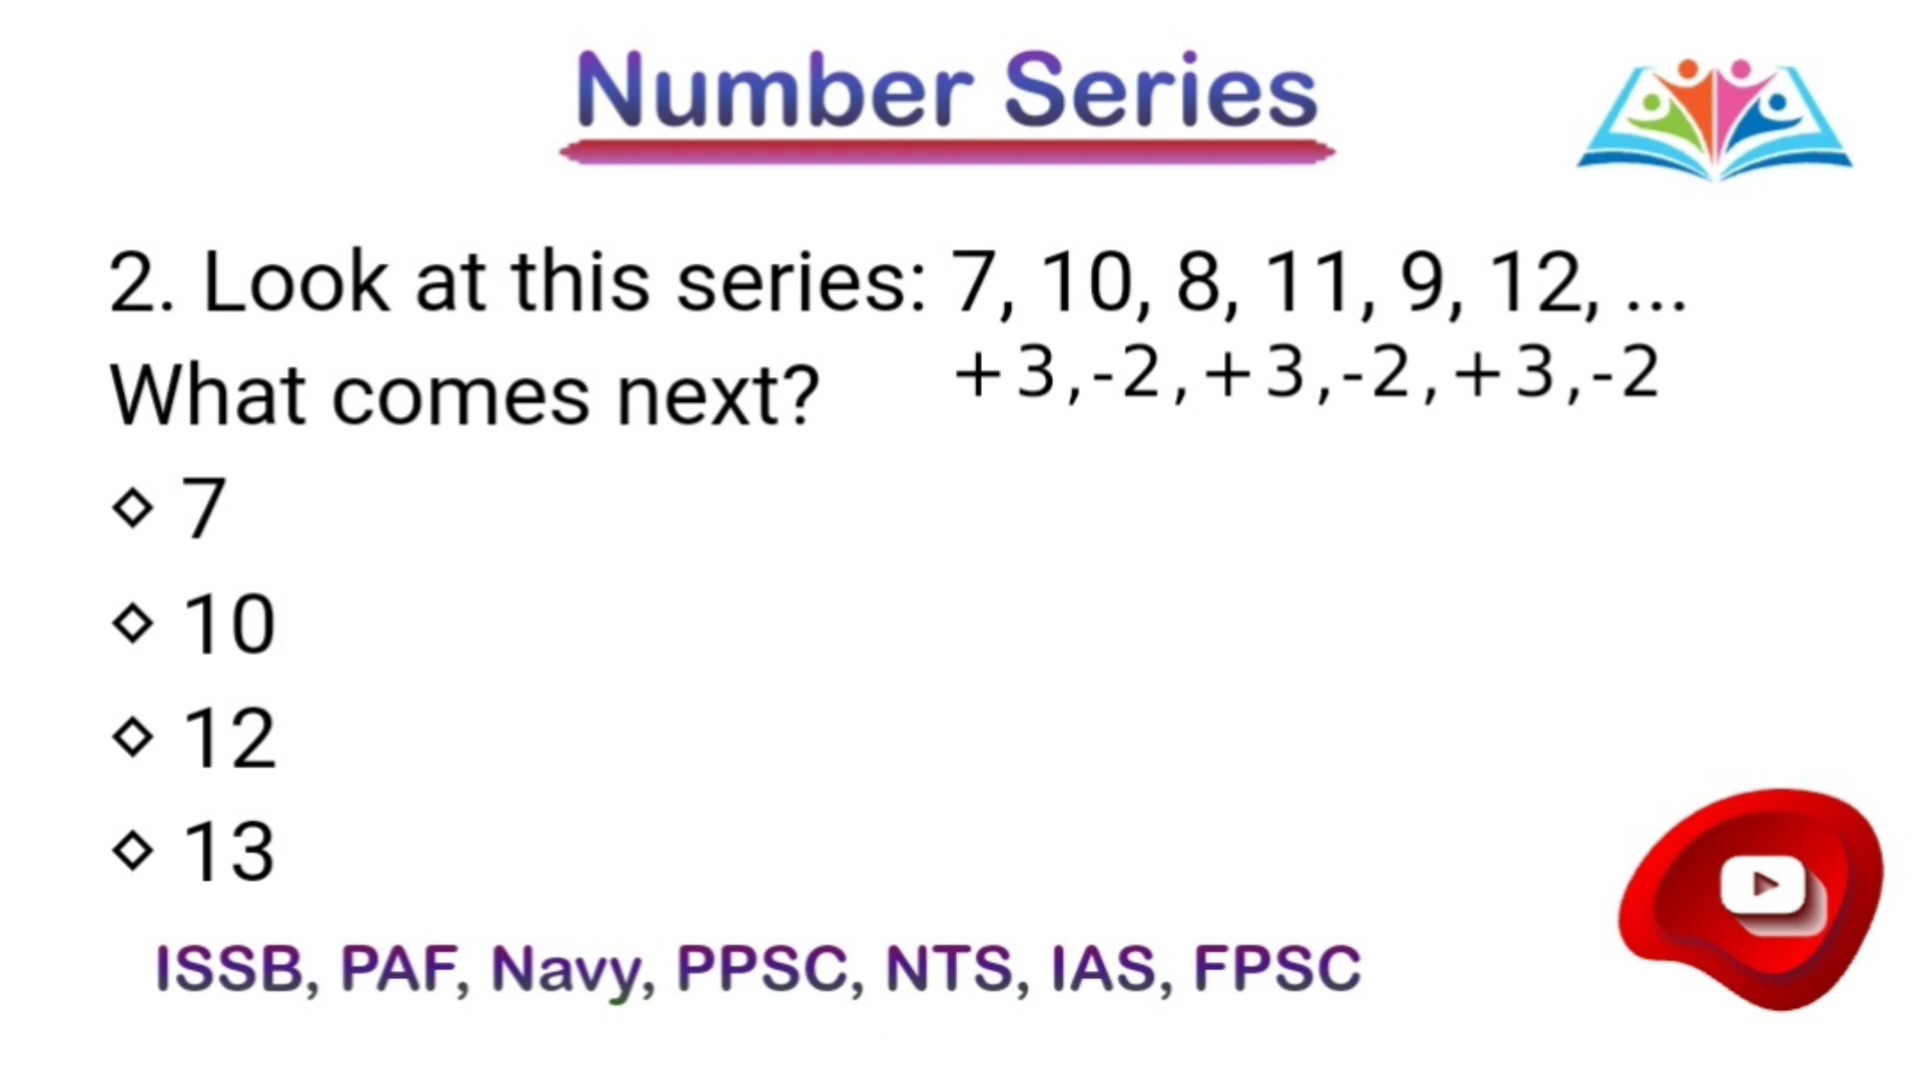 Number Series
2. Look at this series: 7, 10, 8, 11, 9, 12, ...
What comes next? +3,-2,+3,-2,+3,-2
◇ 7
◇ 10
◇ 12
◇ 13
ISSB, PAF, Navy, PPSC, NTS, IAS, FPSC